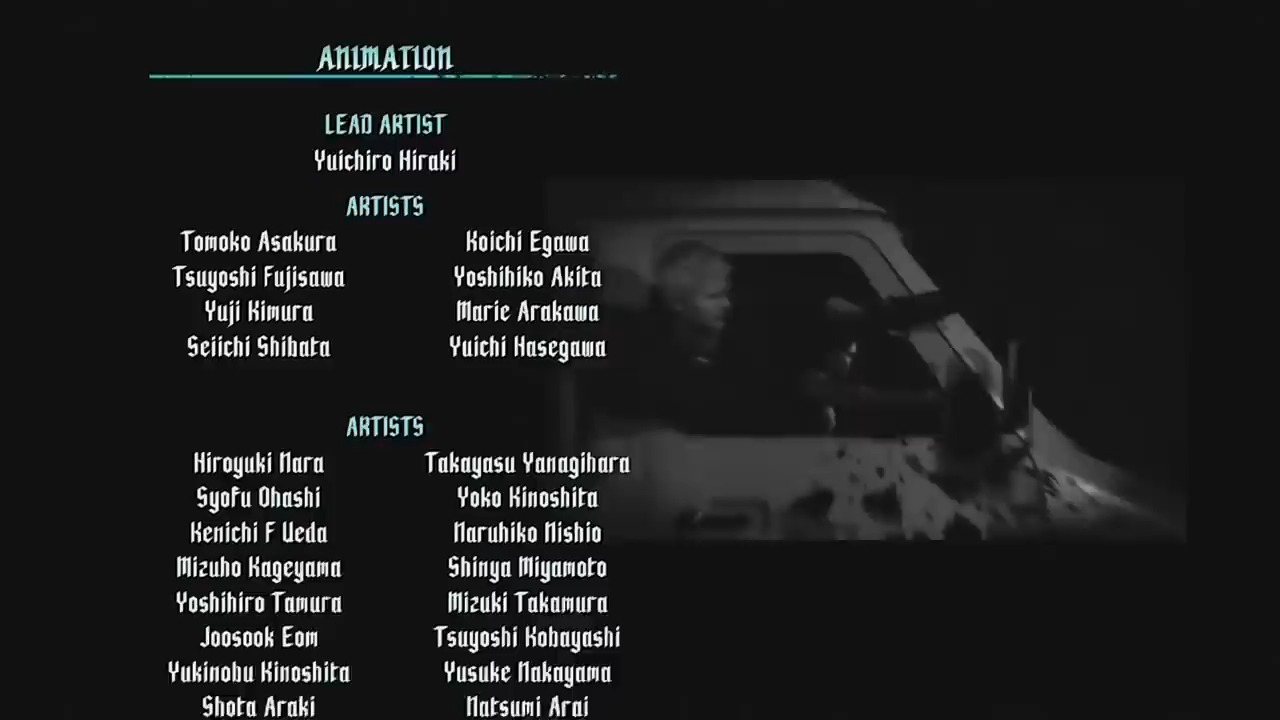 ANIMATION
LEAD ARTIST
Yuichiro Hiraki
ARTISTS
Tomoko Asakura Koichi Egawa
Tsuyoshi Fujisawa Yoshihiko Akita
Yuji Kimura Marie Arakawa
Seiichi Shibata Yuichi Hasegawa
ARTISTS
Hiroyuki Nara Takayasu Yanagihara
Syofu Ohashi Yoko Kinoshita
Kenichi F Ueda Naruhiko Nishio
Mizuho Kageyama Shinya Miyamoto
Yoshihiro Tamura Mizuki Takamura
Joosook Eom Tsuyoshi Kobayashi
Yukinobu Kinoshita Yusuke Nakayama
Shota Araki Natsumi Arai